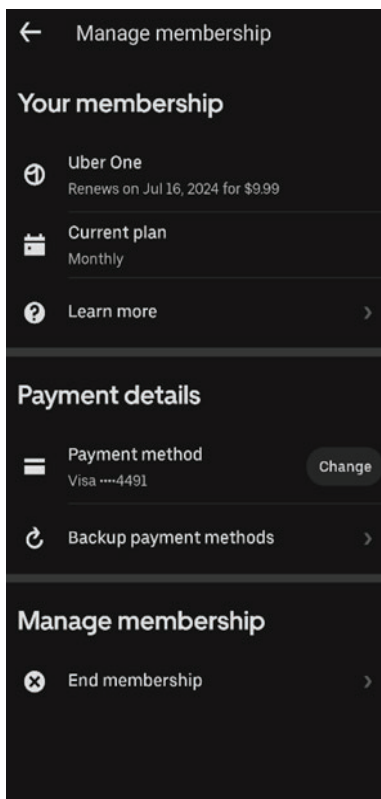 Manage membership
Your membership
Uber One
Renews on Jul 16, 2024 for $9.99
Current plan
Monthly
Learn more
Payment details
Payment method
Visa ····4491
Change
Backup payment methods
Manage membership
End membership